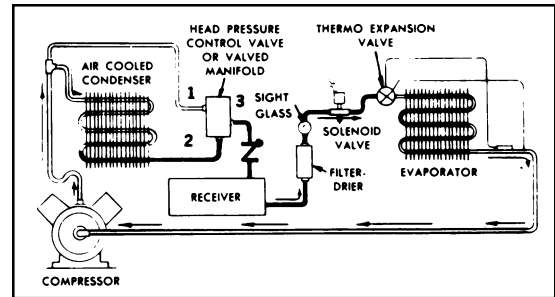 HEAD PRESSURE
CONTROL VALVE
OR VALVED
MANIFOLD
THERMO EXPANSION
VALVE
AIR COOLED
CONDENSER
1
3
2
SIGHT
GLASS
SOLENOID
VALVE
FILTER-
DRIER
EVAPORATOR
RECEIVER
COMPRESSOR